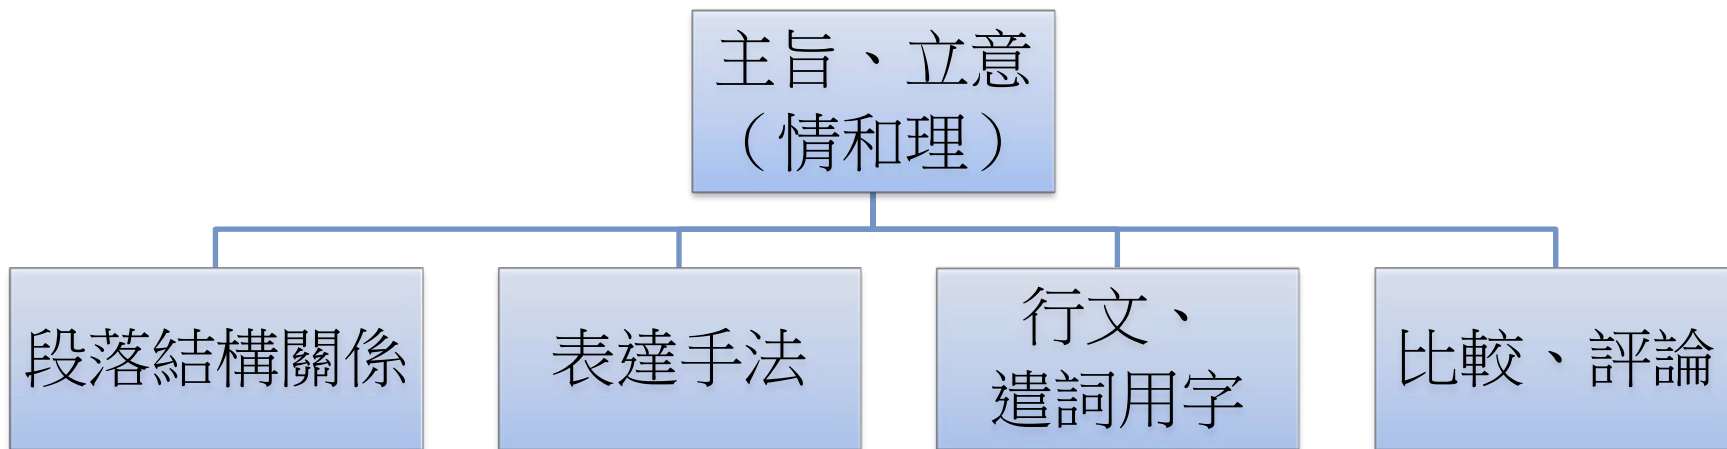 主旨、立意
（情和理）
段落結構關係
表達手法
行文、
遣詞用字
比較、評論